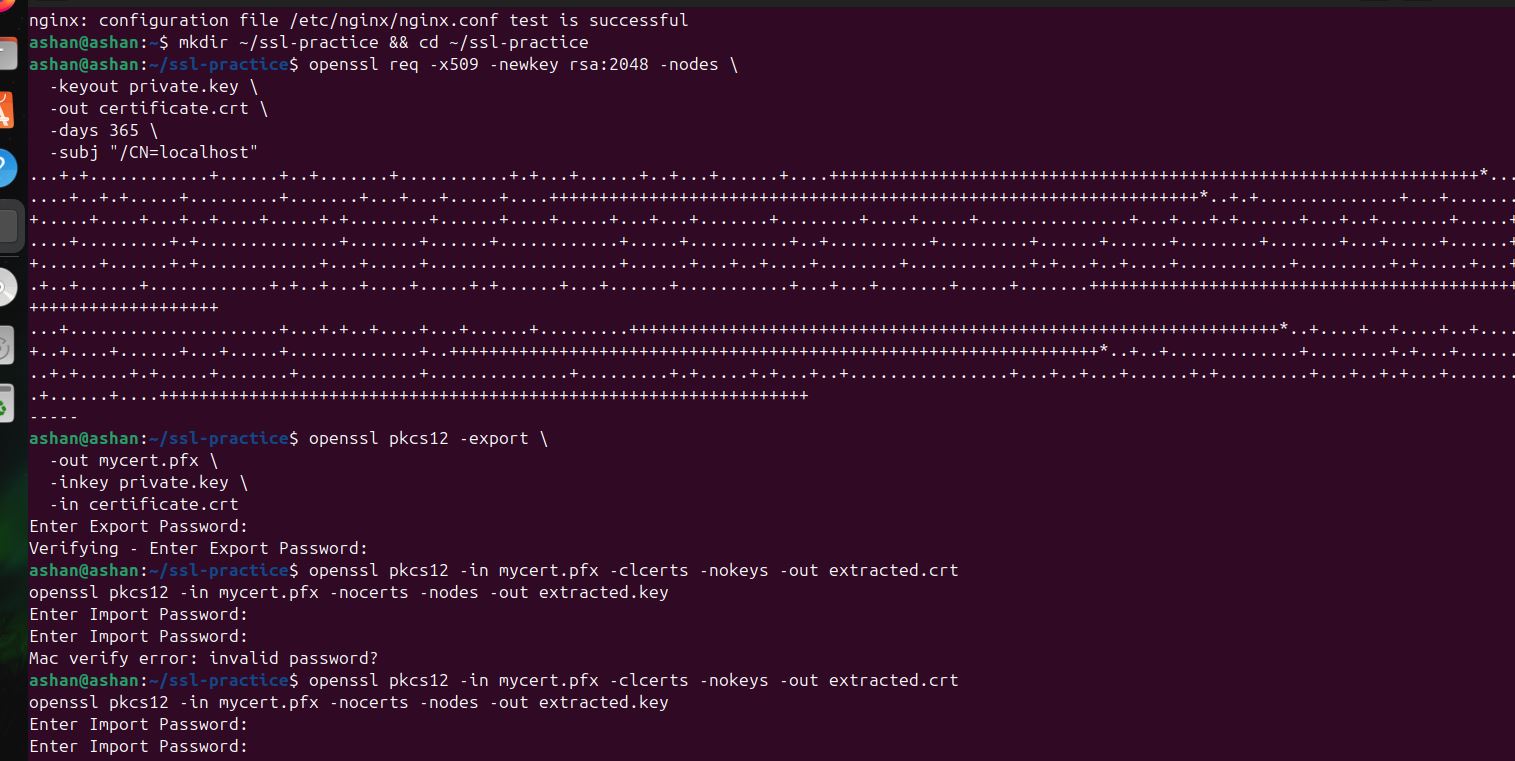 nginx: configuration file /etc/nginx/nginx.conf test is successful
ashan@ashan:~$ mkdir ~/ssl-practice && cd ~/ssl-practice
ashan@ashan:~/ssl-practice$ openssl req -x509 -newkey rsa:2048 -nodes \
-keyout private.key \
-out certificate.crt \
-days 365 \
-subj "/CN=localhost"
-----
ashan@ashan:~/ssl-practice$ openssl pkcs12 -export \
-out mycert.pfx \
-inkey private.key \
-in certificate.crt
Enter Export Password:
Verifying - Enter Export Password:
ashan@ashan:~/ssl-practice$ openssl pkcs12 -in mycert.pfx -clcerts -nokeys -out extracted.crt
openssl pkcs12 -in mycert.pfx -nocerts -nodes -out extracted.key
Enter Import Password:
Enter Import Password:
Mac verify error: invalid password?
ashan@ashan:~/ssl-practice$ openssl pkcs12 -in mycert.pfx -clcerts -nokeys -out extracted.crt
openssl pkcs12 -in mycert.pfx -nocerts -nodes -out extracted.key
Enter Import Password:
Enter Import Password: